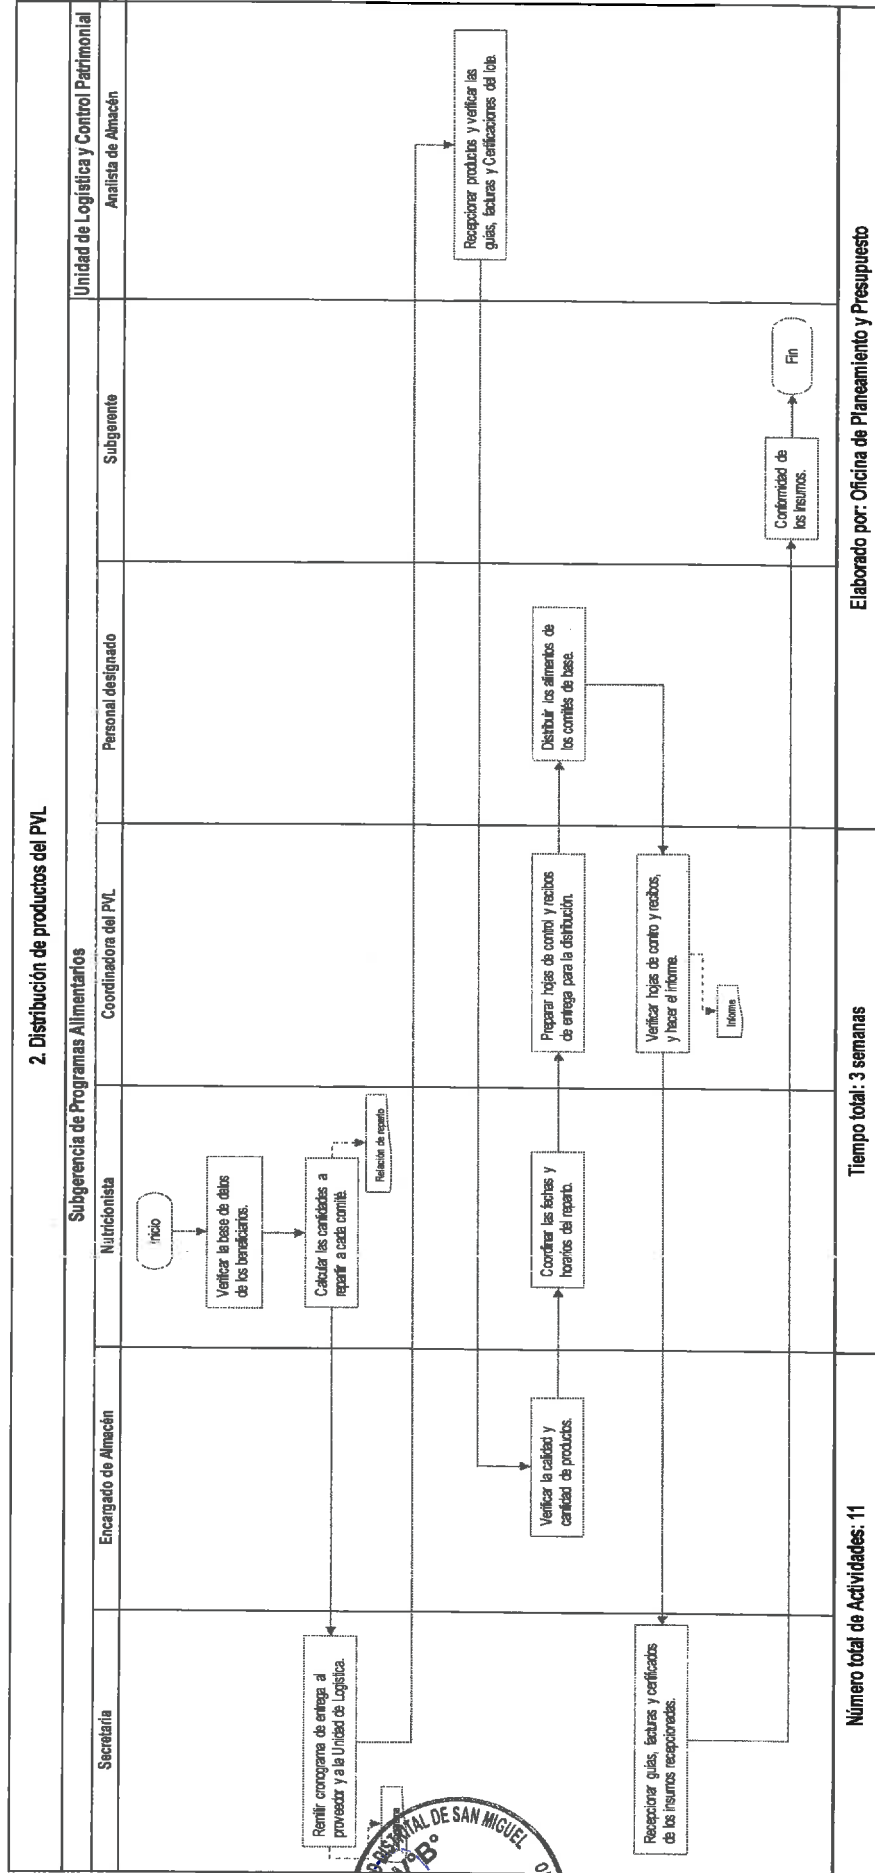 2. Distribución de productos del PVL
Subgerencia de Programas Alimentarios
Unidad de Logística y Control Patrimonial
Secretaria
Encargado de Almacén
Nutricionista
Coordinadora del PVL
Personal designado
Subgerente
Analista de Almacén
Inicio
Verificar la base de datos
de los beneficiarios.
Calcular las cantidades a
repartir a cada comité.
Relación de reparto
Remitir cronograma de entrega al
proveedor y a la Unidad de Logística.
Recepcionar productos y verificar las
guías, facturas y Certificaciones del lote.
Verificar la calidad y
cantidad de productos.
Coordinar las fechas y
horarios del reparto.
Preparar hojas de control y recibos
de entrega para la distribución.
Distribuir los alimentos de
los comités de base.
Verificar hojas de contro y recibos,
y hacer el informe.
Informe
Recepcionar guías, facturas y certificados
de los insumos recepcionadas.
Conformidad de
los insumos.
Fin
DE SAN MIGUEL
V°B°
Número total de Actividades: 11
Tiempo total: 3 semanas
Elaborado por: Oficina de Planeamiento y Presupuesto